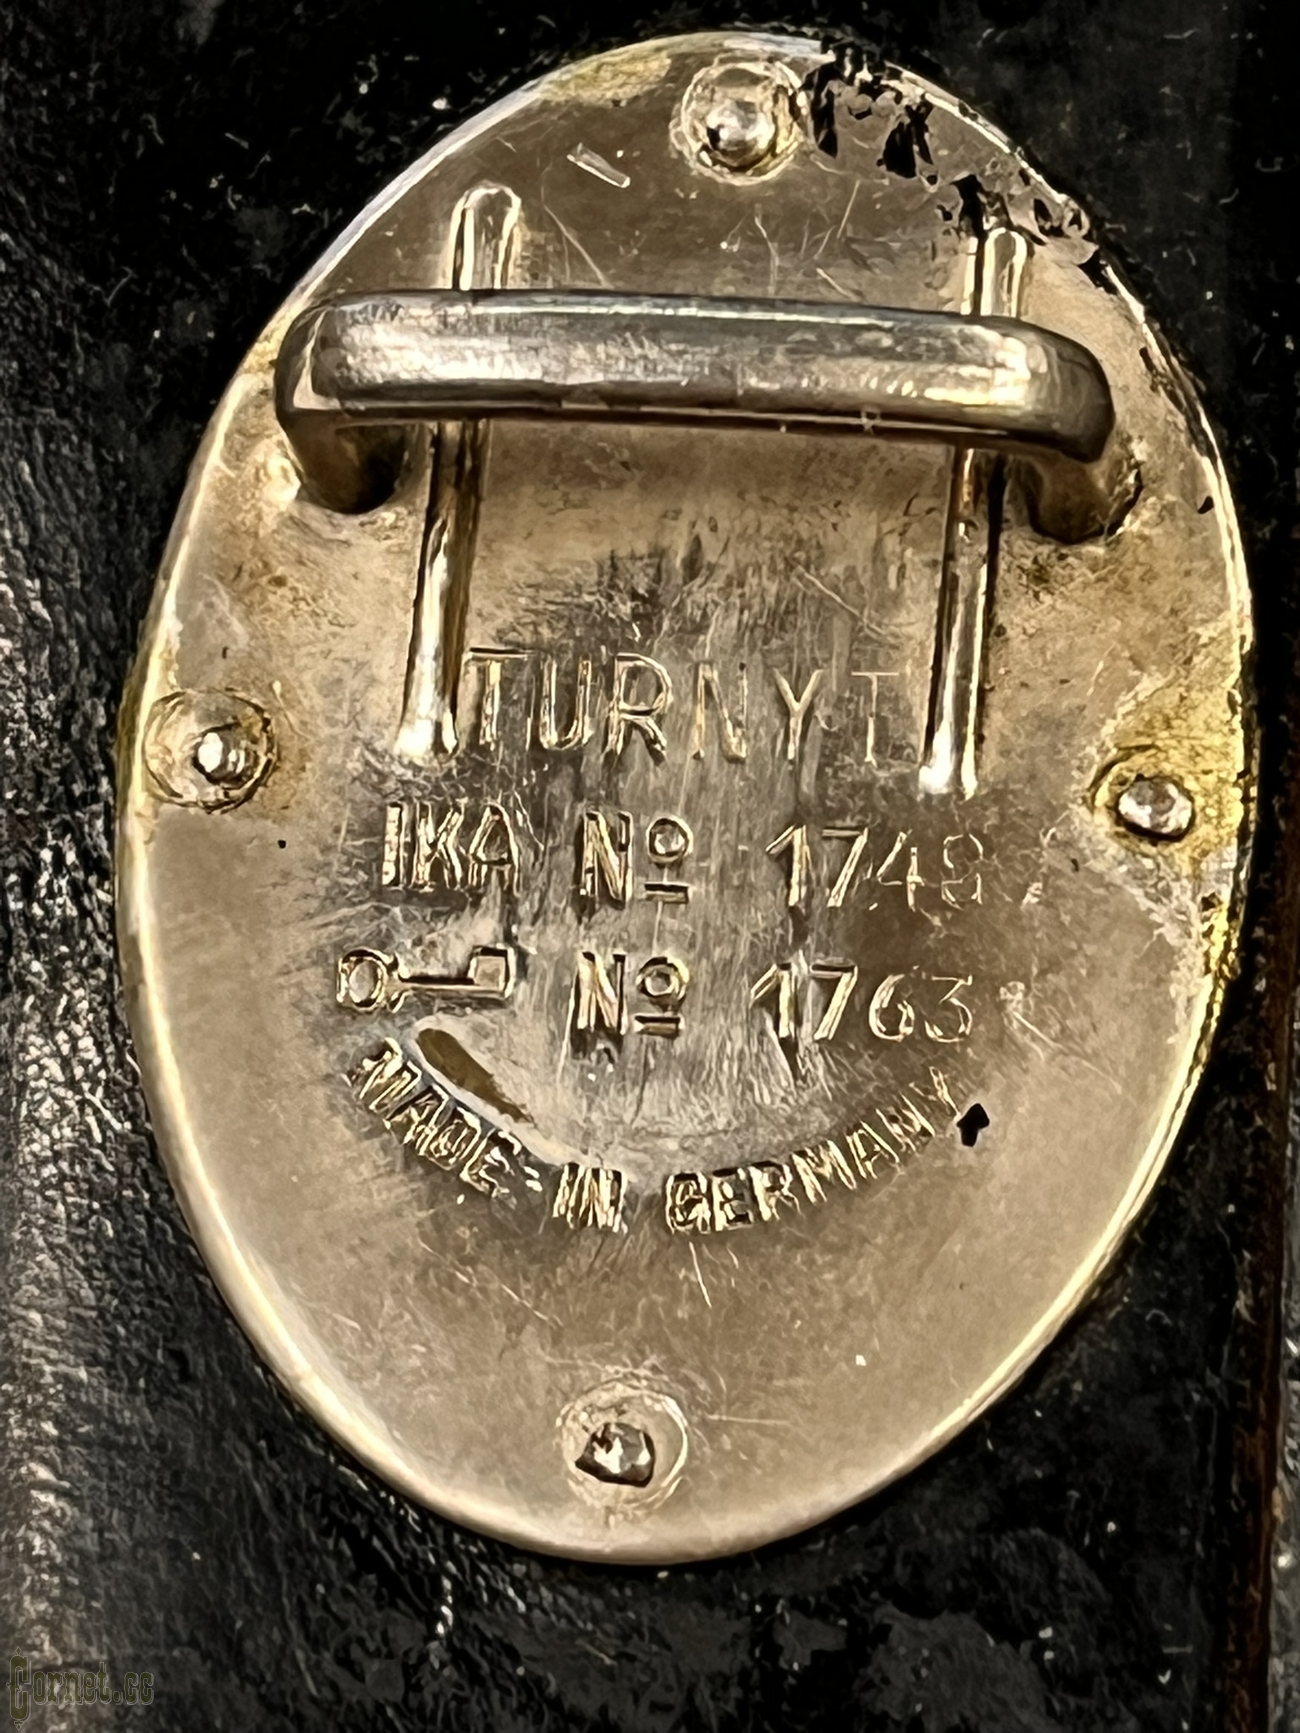 TURNYT
IKA № 1748
№ 1763
MADE IN GERMANY
Cornet.cc